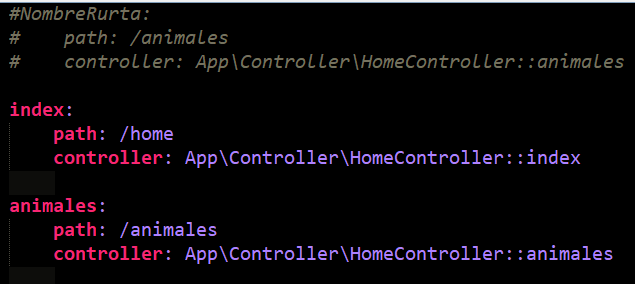 #NombreRurta:
#    path: /animales
#    controller: App\Controller\HomeController::animales

index:
    path: /home
    controller: App\Controller\HomeController::index

animales:
    path: /animales
    controller: App\Controller\HomeController::animales